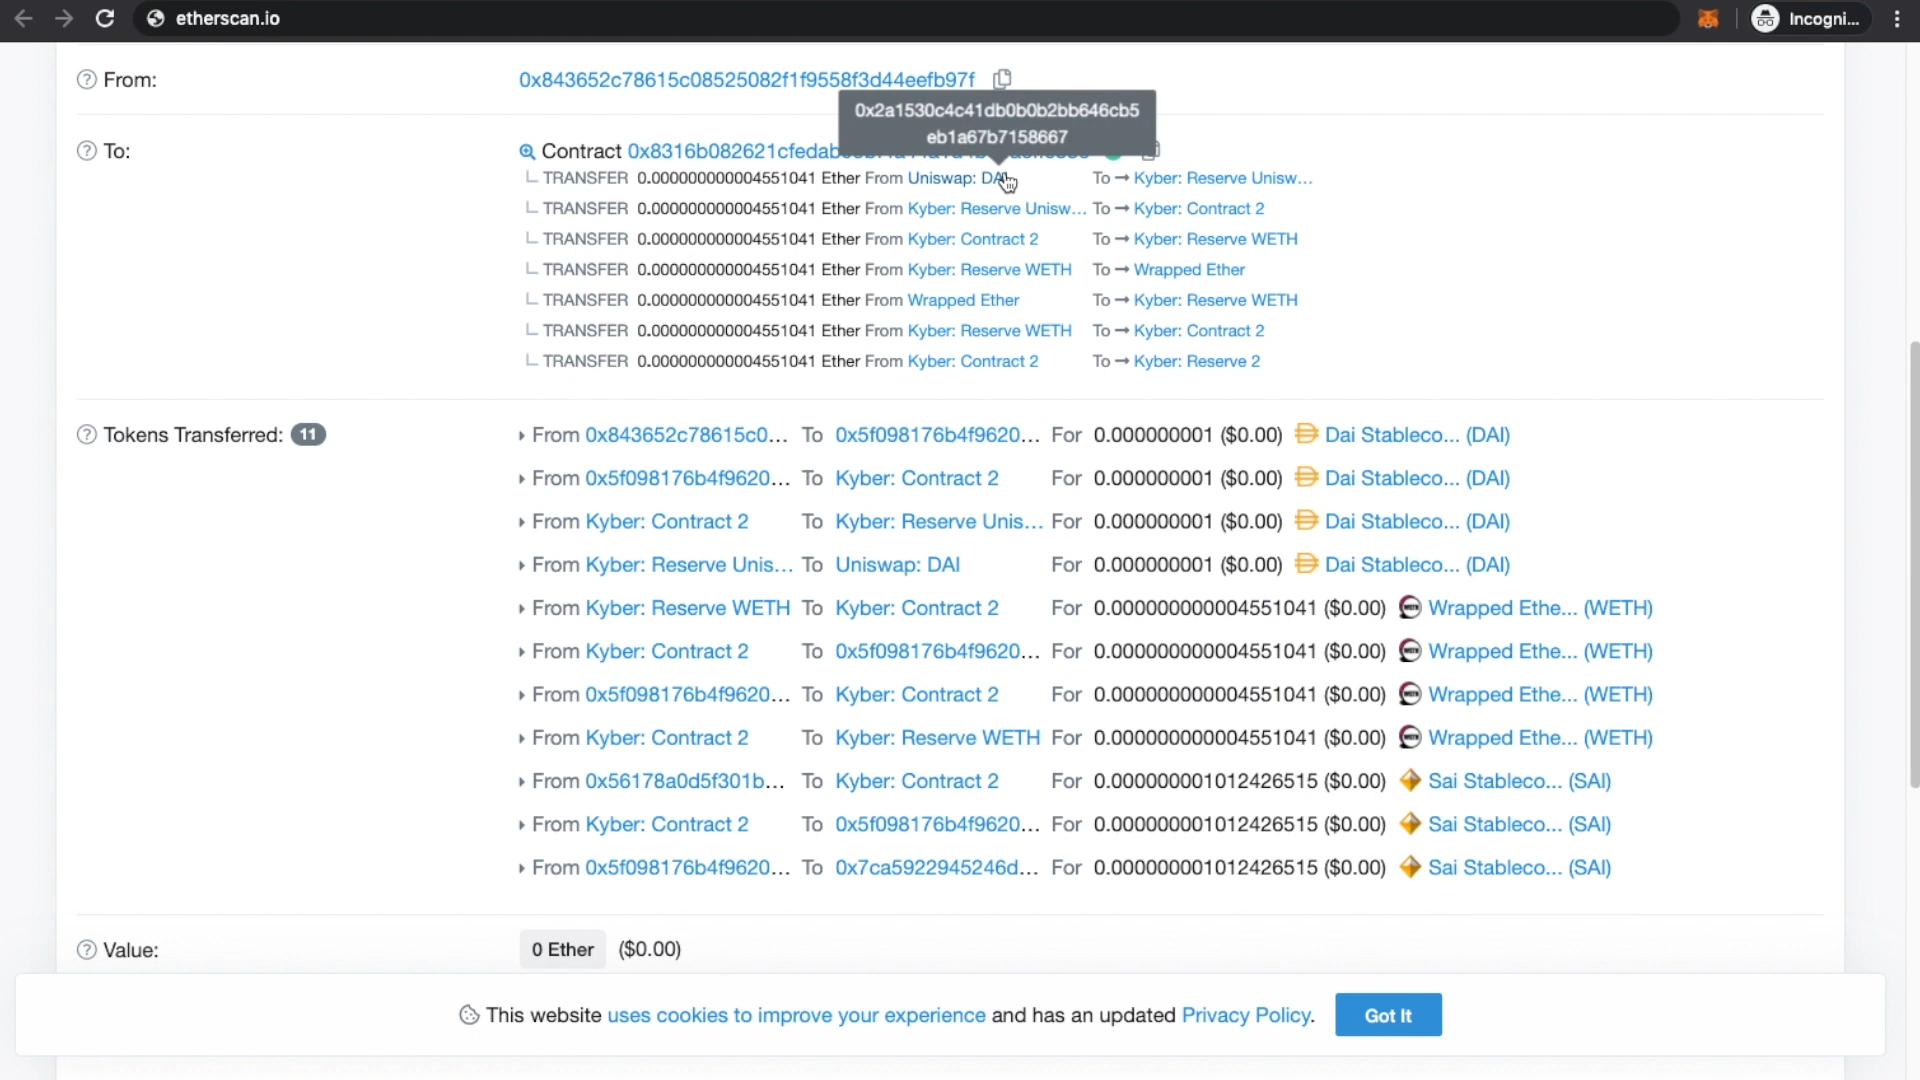 etherscan.io
Incogni...
From:
0x843652c78615c08525082f1f9558f3d44eefb97f
0x2a1530c4c41db0b0b2bb646cb5
eb1a67b7158667
To:
Contract 0x8316b082621cfedab
TRANSFER 0.000000000004551041 Ether From Uniswap: DAI To → Kyber: Reserve Unisw...
TRANSFER 0.000000000004551041 Ether From Kyber: Reserve Unisw... To → Kyber: Contract 2
TRANSFER 0.000000000004551041 Ether From Kyber: Contract 2 To → Kyber: Reserve WETH
TRANSFER 0.000000000004551041 Ether From Kyber: Reserve WETH To → Wrapped Ether
TRANSFER 0.000000000004551041 Ether From Wrapped Ether To → Kyber: Reserve WETH
TRANSFER 0.000000000004551041 Ether From Kyber: Reserve WETH To → Kyber: Contract 2
TRANSFER 0.000000000004551041 Ether From Kyber: Contract 2 To → Kyber: Reserve 2
Tokens Transferred: 11
From 0x843652c78615c0... To 0x5f098176b4f9620... For 0.000000001 ($0.00) Dai Stableco... (DAI)
From 0x5f098176b4f9620... To Kyber: Contract 2 For 0.000000001 ($0.00) Dai Stableco... (DAI)
From Kyber: Contract 2 To Kyber: Reserve Unis... For 0.000000001 ($0.00) Dai Stableco... (DAI)
From Kyber: Reserve Unis... To Uniswap: DAI For 0.000000001 ($0.00) Dai Stableco... (DAI)
From Kyber: Reserve WETH To Kyber: Contract 2 For 0.000000000004551041 ($0.00) Wrapped Ethe... (WETH)
From Kyber: Contract 2 To 0x5f098176b4f9620... For 0.000000000004551041 ($0.00) Wrapped Ethe... (WETH)
From 0x5f098176b4f9620... To Kyber: Contract 2 For 0.000000000004551041 ($0.00) Wrapped Ethe... (WETH)
From Kyber: Contract 2 To Kyber: Reserve WETH For 0.000000000004551041 ($0.00) Wrapped Ethe... (WETH)
From 0x56178a0d5f301b... To Kyber: Contract 2 For 0.000000001012426515 ($0.00) Sai Stableco... (SAI)
From Kyber: Contract 2 To 0x5f098176b4f9620... For 0.000000001012426515 ($0.00) Sai Stableco... (SAI)
From 0x5f098176b4f9620... To 0x7ca5922945246d... For 0.000000001012426515 ($0.00) Sai Stableco... (SAI)
Value:
0 Ether ($0.00)
This website uses cookies to improve your experience and has an updated Privacy Policy.
Got It